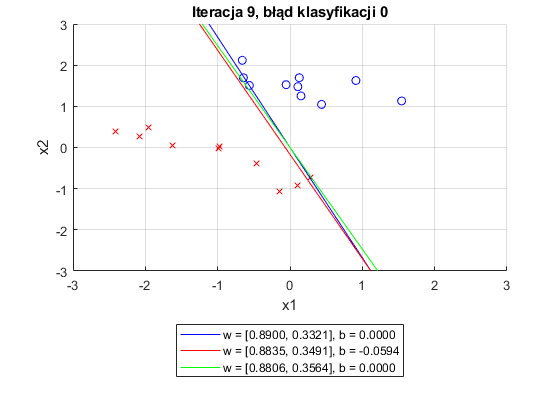 Iteracja 9, błąd klasyfikacji 0
3
2
1
0
-1
-2
-3
x2
-3
-2
-1
0
1
2
3
x1
w = [0.8900, 0.3321], b = 0.0000
w = [0.8835, 0.3491], b = -0.0594
w = [0.8806, 0.3564], b = 0.0000